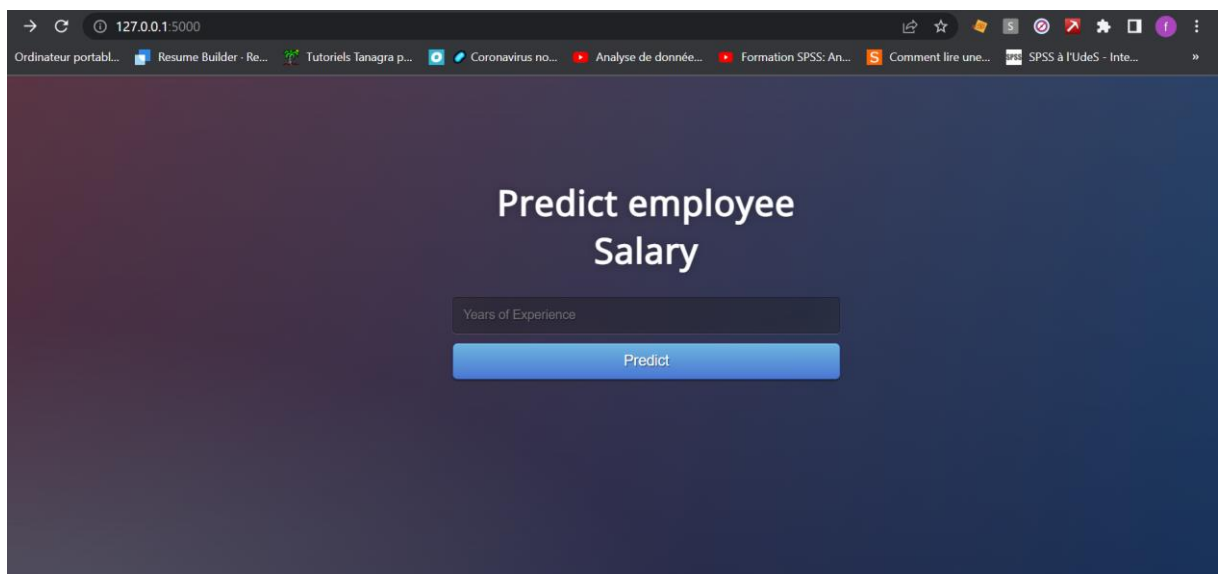 127.0.0.1:5000
S
f
Ordinateur portabl... Resume Builder - Re... Tutoriels Tanagra p... Coronavirus no... Analyse de donnée... Formation SPSS: An... S Comment lire une... SPSS SPSS à l'UdeS - Inte... »
Predict employee
Salary
Years of Experience
Predict